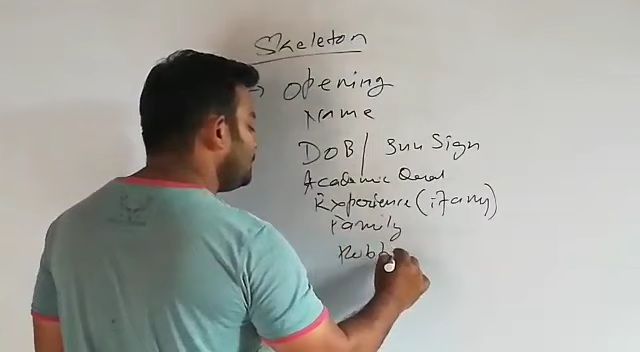 Skeleton
→ opening
Name
DOB / Sun Sign
Academic Qual
Experience (if any)
Family